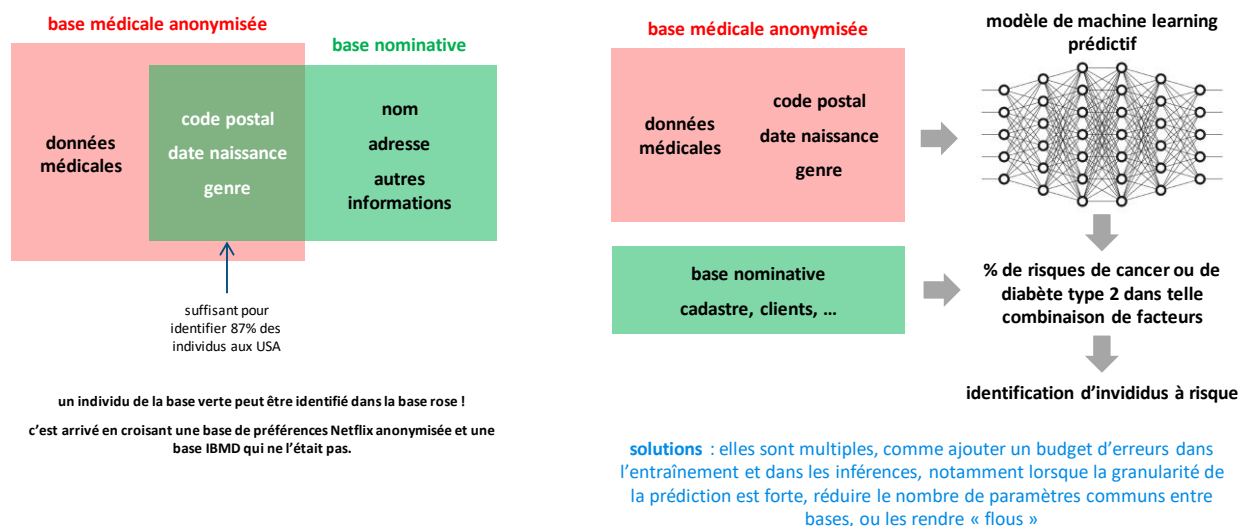 base médicale anonymisée
base nominative
données
médicales
code postal
date naissance
genre
nom
adresse
autres
informations
suffisant pour
identifier 87% des
individus aux USA
un individu de la base verte peut être identifié dans la base rose !
c'est arrivé en croisant une base de préférences Netflix anonymisée et une
base IBMD qui ne l'était pas.
base médicale anonymisée
données
médicales
code postal
date naissance
genre
modèle de machine learning
prédictif
base nominative
cadastre, clients, ...
% de risques de cancer ou de
diabète type 2 dans telle
combinaison de facteurs
identification d'invididus à risque
solutions : elles sont multiples, comme ajouter un budget d'erreurs dans
l'entraînement et dans les inférences, notamment lorsque la granularité de
la prédiction est forte, réduire le nombre de paramètres communs entre
bases, ou les rendre « flous »